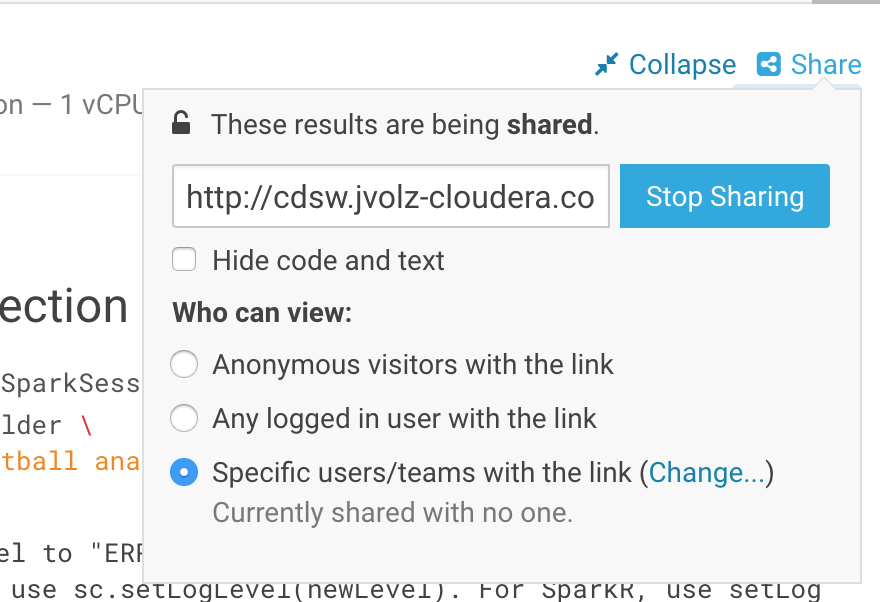 Collapse Share
on — 1 vCPU
These results are being shared.
http://cdsw.jvolz-cloudera.co Stop Sharing
Hide code and text
ection
Who can view:
Anonymous visitors with the link
SparkSess
Any logged in user with the link
lder \
tball ana
Specific users/teams with the link (Change...)
Currently shared with no one.
el to "ERR
use sc.setLogLevel(newLevel). For SparkR, use setLog